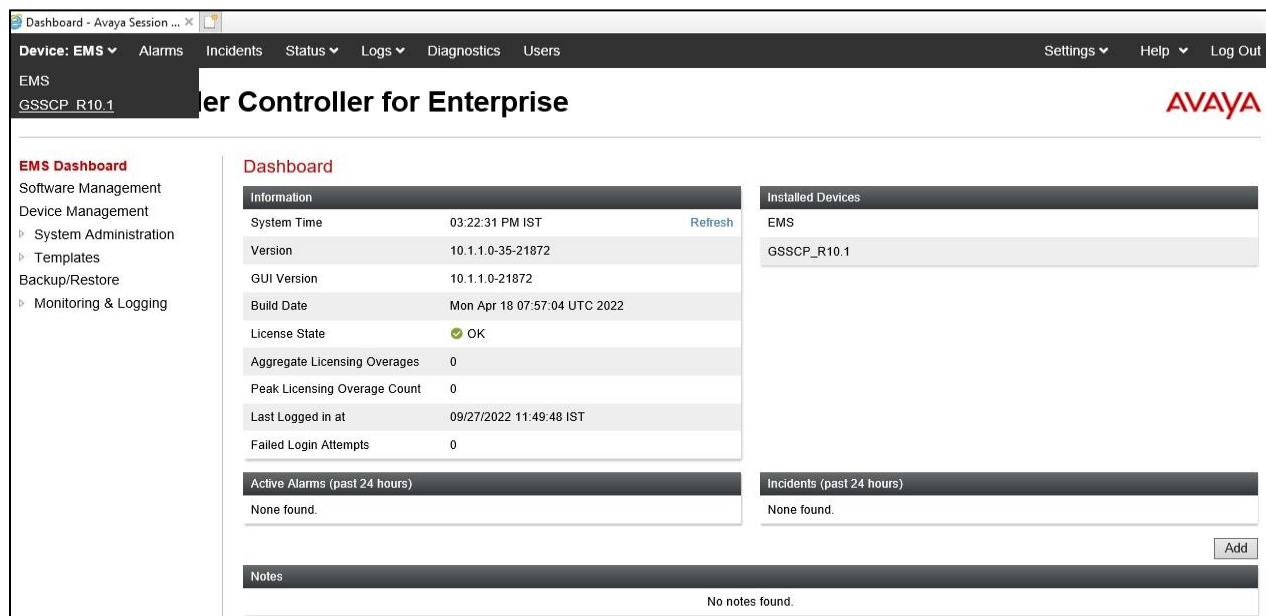 Dashboard - Avaya Session ...
Device: EMS Alarms Incidents Status Logs Diagnostics Users Settings Help Log Out
EMS
GSSCP_R10.1
er Controller for Enterprise
AVAYA
EMS Dashboard
Software Management
Device Management
System Administration
Templates
Backup/Restore
Monitoring & Logging
Dashboard
Information
System Time 03:22:31 PM IST Refresh
Version 10.1.1.0-35-21872
GUI Version 10.1.1.0-21872
Build Date Mon Apr 18 07:57:04 UTC 2022
License State OK
Aggregate Licensing Overages 0
Peak Licensing Overage Count 0
Last Logged in at 09/27/2022 11:49:48 IST
Failed Login Attempts 0
Installed Devices
EMS
GSSCP_R10.1
Active Alarms (past 24 hours)
None found.
Incidents (past 24 hours)
None found.
Add
Notes
No notes found.